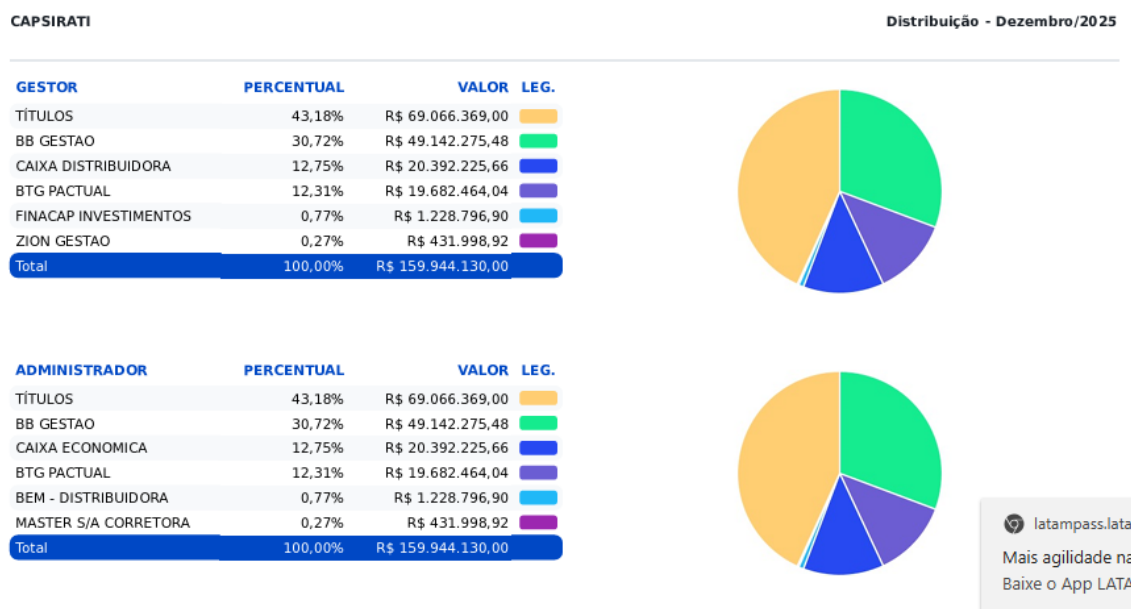 CAPSIRATI Distribuição - Dezembro/2025
GESTOR PERCENTUAL VALOR LEG.
TÍTULOS 43,18% R$ 69.066.369,00
BB GESTAO 30,72% R$ 49.142.275,48
CAIXA DISTRIBUIDORA 12,75% R$ 20.392.225,66
BTG PACTUAL 12,31% R$ 19.682.464,04
FINACAP INVESTIMENTOS 0,77% R$ 1.228.796,90
ZION GESTAO 0,27% R$ 431.998,92
Total 100,00% R$ 159.944.130,00
ADMINISTRADOR PERCENTUAL VALOR LEG.
TÍTULOS 43,18% R$ 69.066.369,00
BB GESTAO 30,72% R$ 49.142.275,48
CAIXA ECONOMICA 12,75% R$ 20.392.225,66
BTG PACTUAL 12,31% R$ 19.682.464,04
BEM - DISTRIBUIDORA 0,77% R$ 1.228.796,90
MASTER S/A CORRETORA 0,27% R$ 431.998,92
Total 100,00% R$ 159.944.130,00
latampass.lata
Mais agilidade na
Baixe o App LATA